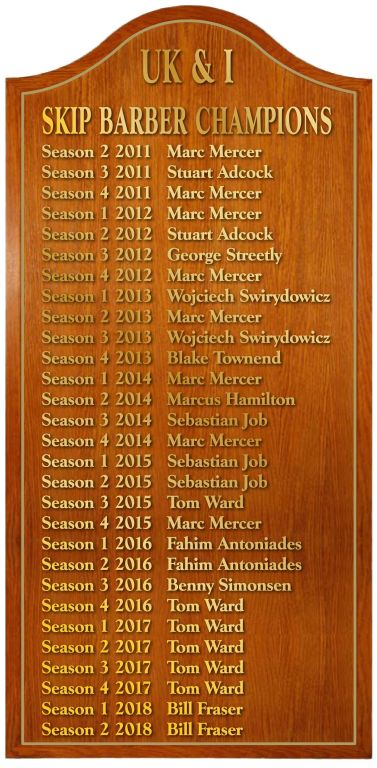 UK & I
SKIP BARBER CHAMPIONS
Season 2 2011 Marc Mercer
Season 3 2011 Stuart Adcock
Season 4 2011 Marc Mercer
Season 1 2012 Marc Mercer
Season 2 2012 Stuart Adcock
Season 3 2012 George Streetly
Season 4 2012 Marc Mercer
Season 1 2013 Wojciech Swirydowicz
Season 2 2013 Marc Mercer
Season 3 2013 Wojciech Swirydowicz
Season 4 2013 Blake Townend
Season 1 2014 Marc Mercer
Season 2 2014 Marcus Hamilton
Season 3 2014 Sebastian Job
Season 4 2014 Marc Mercer
Season 1 2015 Sebastian Job
Season 2 2015 Sebastian Job
Season 3 2015 Tom Ward
Season 4 2015 Marc Mercer
Season 1 2016 Fahim Antoniades
Season 2 2016 Fahim Antoniades
Season 3 2016 Benny Simonsen
Season 4 2016 Tom Ward
Season 1 2017 Tom Ward
Season 2 2017 Tom Ward
Season 3 2017 Tom Ward
Season 4 2017 Tom Ward
Season 1 2018 Bill Fraser
Season 2 2018 Bill Fraser